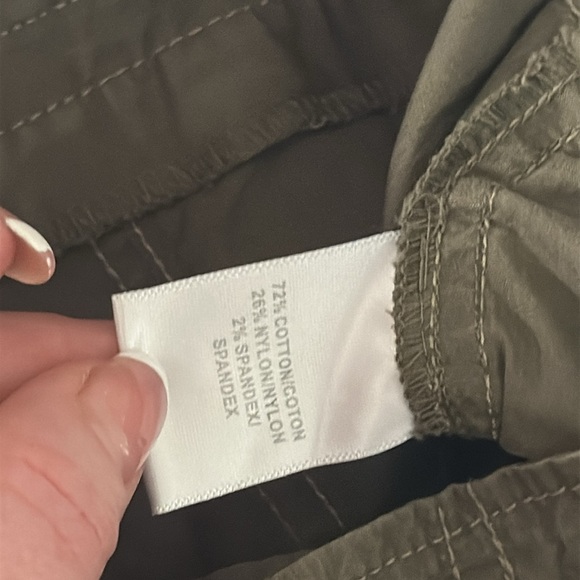 72% COTTON/COTON
26% NYLON/NYLON
2% SPANDEX/
SPANDEX